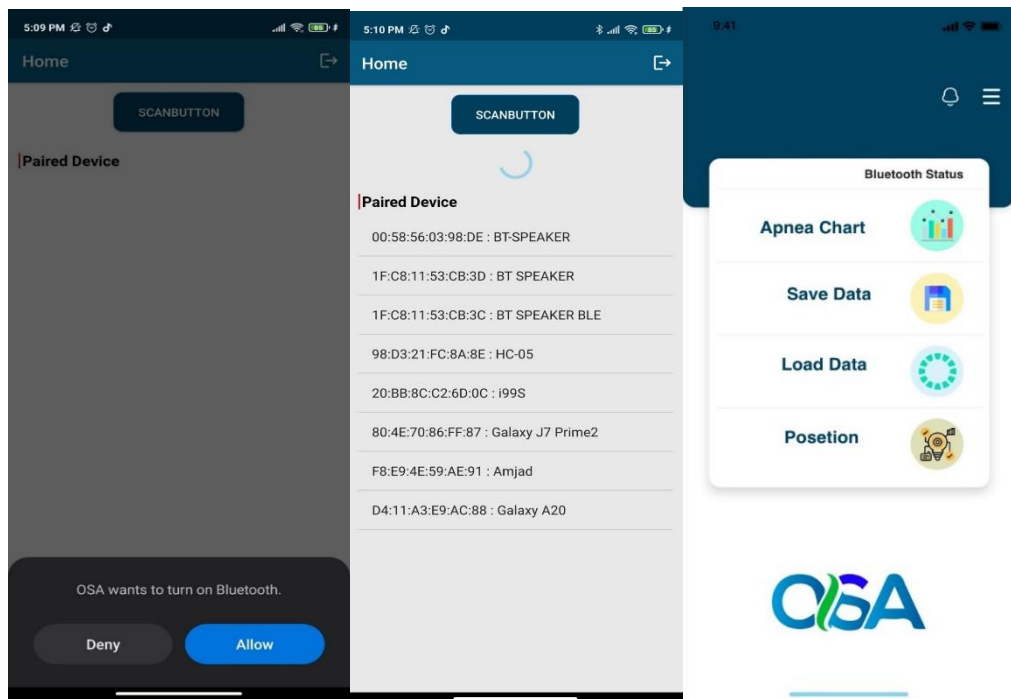 5:09 PM
85
Home
SCANBUTTON
Paired Device
OSA wants to turn on Bluetooth.
Deny
Allow
5:10 PM
85
Home
SCANBUTTON
Paired Device
00:58:56:03:98:DE : BT-SPEAKER
1F:C8:11:53:CB:3D : BT SPEAKER
1F:C8:11:53:CB:3C : BT SPEAKER BLE
98:D3:21:FC:8A:8E : HC-05
20:BB:8C:C2:6D:0C : i99S
80:4E:70:86:FF:87 : Galaxy J7 Prime2
F8:E9:4E:59:AE:91 : Amjad
D4:11:A3:E9:AC:88 : Galaxy A20
9:41
Bluetooth Status
Apnea Chart
Save Data
Load Data
Posetion
OSA